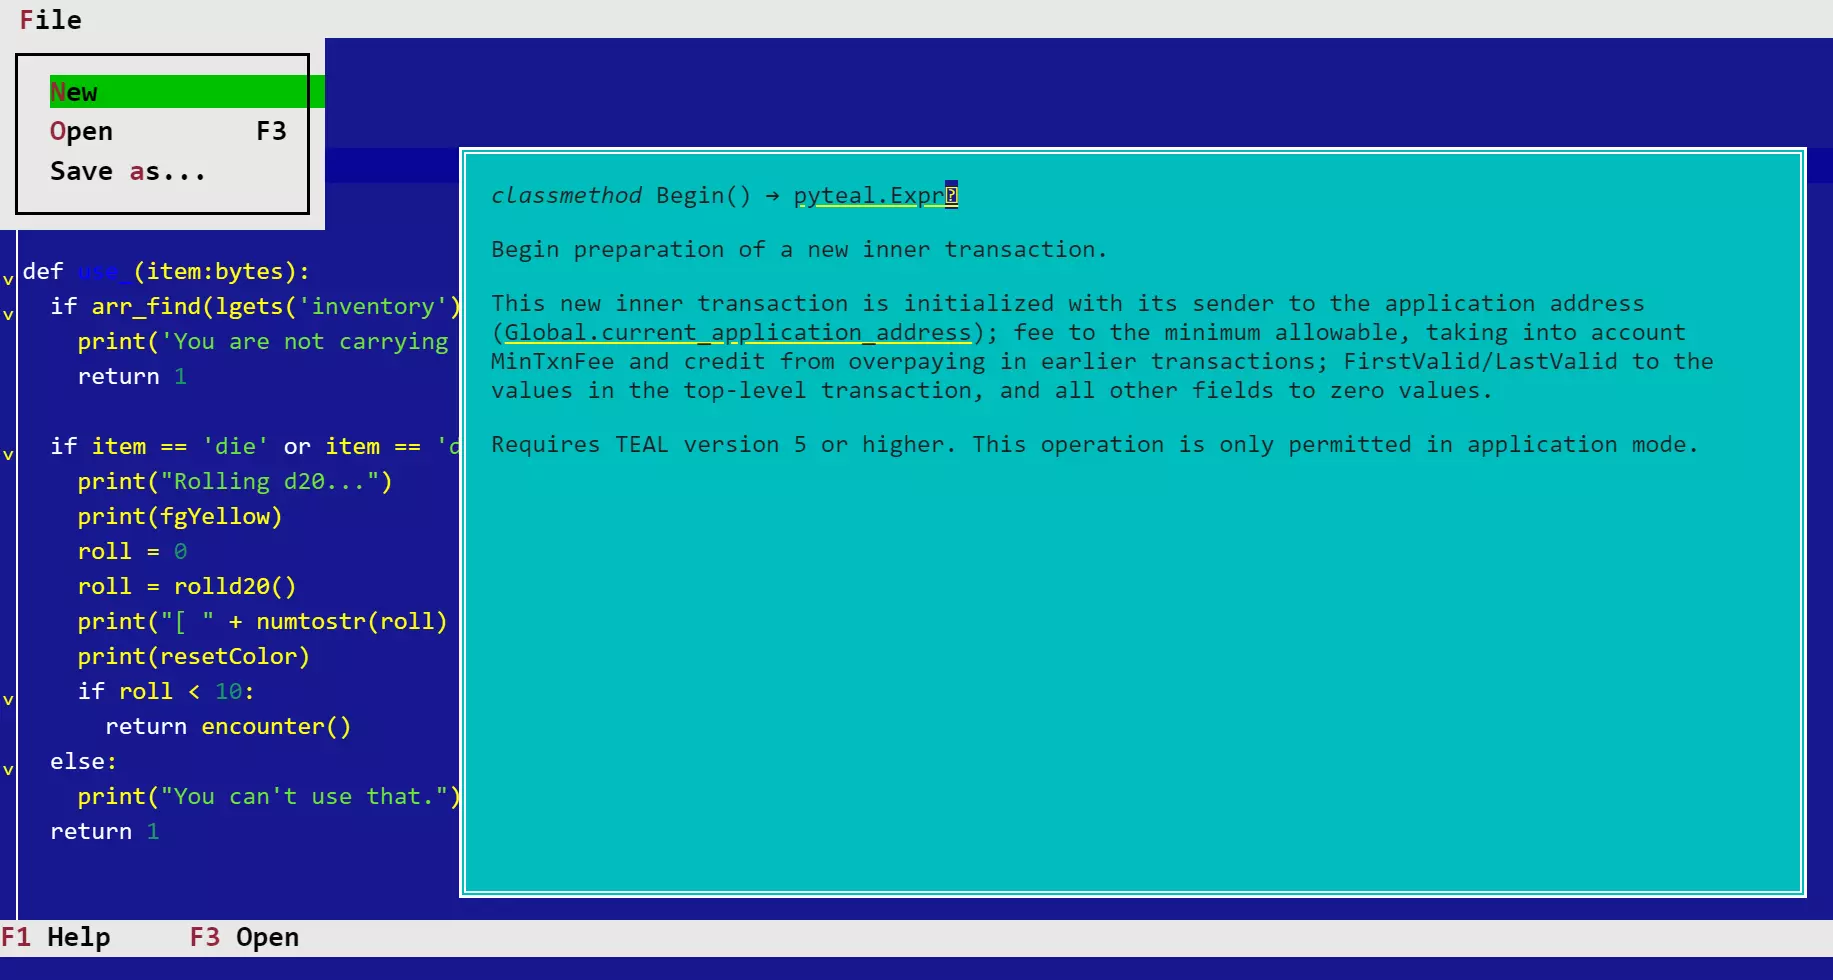 File
New
Open F3
Save as...
classmethod Begin() → pyteal.Expr
Begin preparation of a new inner transaction.
This new inner transaction is initialized with its sender to the application address
(Global.current_application_address); fee to the minimum allowable, taking into account
MinTxnFee and credit from overpaying in earlier transactions; FirstValid/LastValid to the
values in the top-level transaction, and all other fields to zero values.
Requires TEAL version 5 or higher. This operation is only permitted in application mode.
v def use_(item:bytes):
v if arr_find(lgets('inventory')
print('You are not carrying
return 1
v if item == 'die' or item == 'd
print("Rolling d20...")
print(fgYellow)
roll = 0
roll = rolld20()
print("[ " + numtostr(roll)
print(resetColor)
v if roll < 10:
return encounter()
v else:
print("You can't use that.")
return 1
F1 Help F3 Open